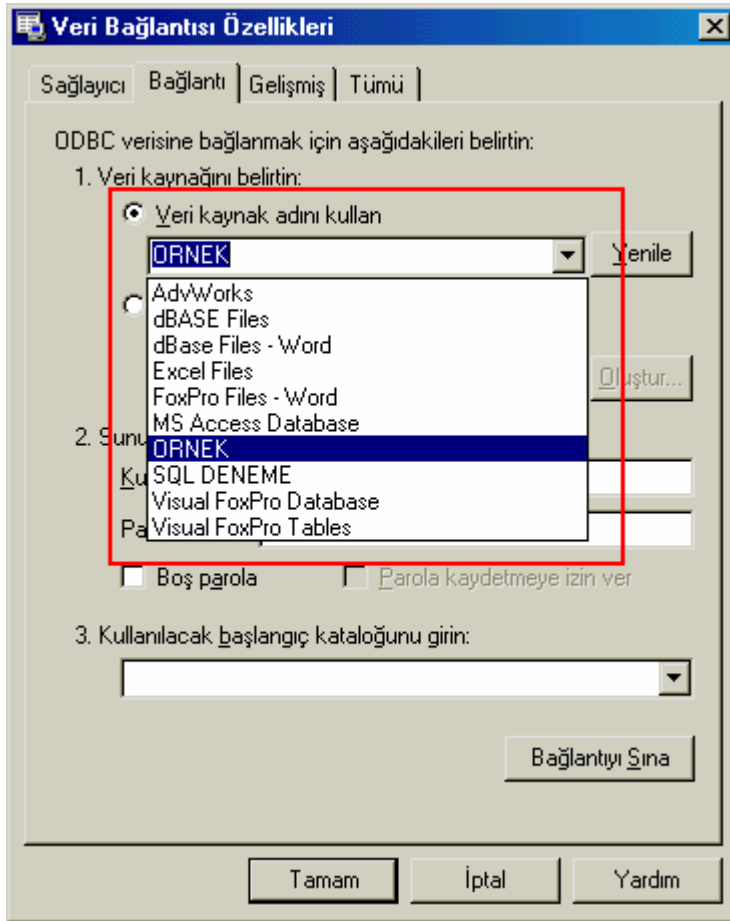 Veri Bağlantısı Özellikleri
Sağlayıcı Bağlantı Gelişmiş Tümü
ODBC verisine bağlanmak için aşağıdakileri belirtin:
1. Veri kaynağını belirtin:
Veri kaynak adını kullan
ORNEK
Yenile
AdvWorks
dBASE Files
dBase Files - Word
Excel Files
FoxPro Files - Word
MS Access Database
ORNEK
SQL DENEME
Visual FoxPro Database
Visual FoxPro Tables
Oluştur...
2. Sunu
Ku
Pa
Boş parola Parola kaydetmeye izin ver
3. Kullanılacak başlangıç kataloğunu girin:
Bağlantıyı Sına
Tamam İptal Yardım